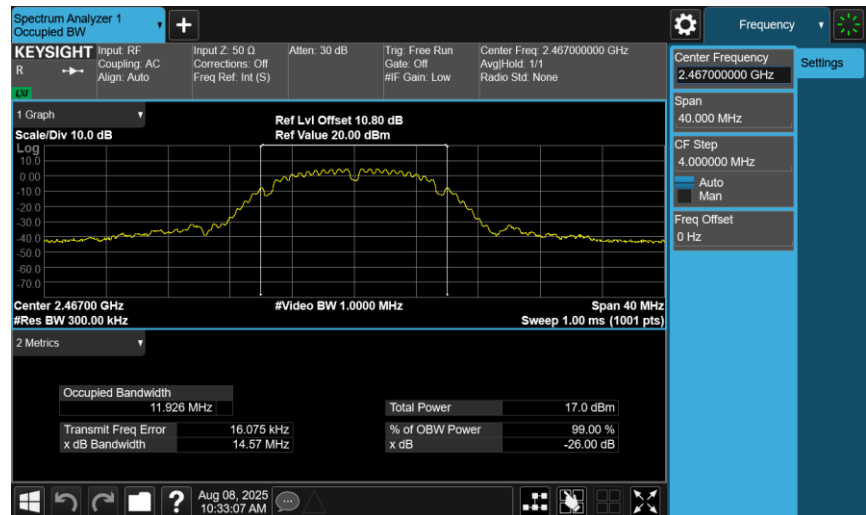 Spectrum Analyzer 1
Occupied BW
Frequency
KEYSIGHT
R
LXI
Input: RF
Coupling: AC
Align: Auto
Input Z: 50 Ω
Corrections: Off
Freq Ref: Int (S)
Atten: 30 dB
Trig: Free Run
Gate: Off
#IF Gain: Low
Center Freq: 2.467000000 GHz
Avg|Hold: 1/1
Radio Std: None
Center Frequency
2.467000000 GHz
Settings
Span
40.000 MHz
CF Step
4.000000 MHz
Auto
Man
Freq Offset
0 Hz
1 Graph
Scale/Div 10.0 dB
Ref Lvl Offset 10.80 dB
Ref Value 20.00 dBm
Log
10.0
0.00
-10.0
-20.0
-30.0
-40.0
-50.0
-60.0
-70.0
Center 2.46700 GHz
#Video BW 1.0000 MHz
Span 40 MHz
#Res BW 300.00 kHz
Sweep 1.00 ms (1001 pts)
2 Metrics
Occupied Bandwidth
11.926 MHz
Total Power 17.0 dBm
Transmit Freq Error 16.075 kHz
% of OBW Power 99.00 %
x dB Bandwidth 14.57 MHz
x dB -26.00 dB
?
Aug 08, 2025
10:33:07 AM